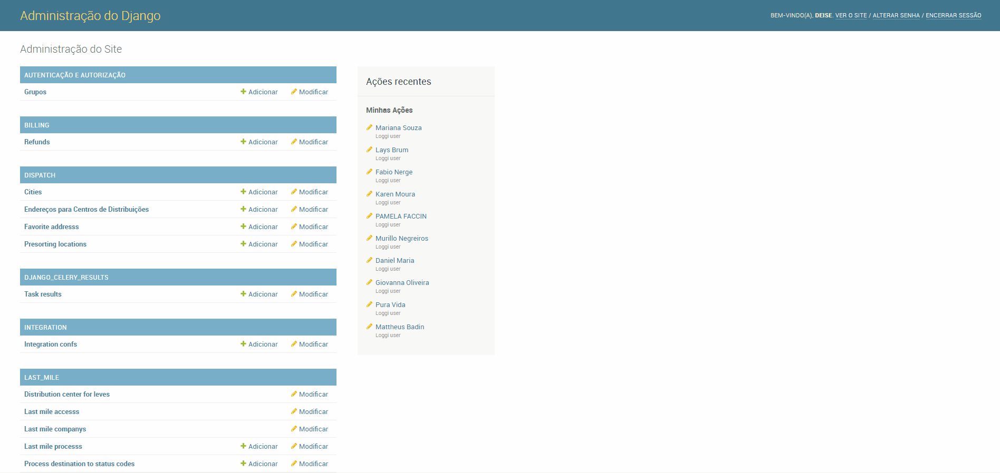 Administração do Django
BEM-VINDO(A), DEISE. VER O SITE / ALTERAR SENHA / ENCERRAR SESSÃO
Administração do Site
AUTENTICAÇÃO E AUTORIZAÇÃO
Grupos Adicionar Modificar
BILLING
Refunds Adicionar Modificar
DISPATCH
Cities Adicionar Modificar
Endereços para Centros de Distribuições Adicionar Modificar
Favorite addresss Adicionar Modificar
Presorting locations Adicionar Modificar
DJANGO_CELERY_RESULTS
Task results Adicionar Modificar
INTEGRATION
Integration confs Adicionar Modificar
LAST_MILE
Distribution center for leves Modificar
Last mile accesss Modificar
Last mile companys Modificar
Last mile processs Adicionar Modificar
Process destination to status codes Adicionar Modificar
Ações recentes
Minhas Ações
Mariana Souza
Loggi user
Lays Brum
Loggi user
Fabio Nerge
Loggi user
Karen Moura
Loggi user
PAMELA FACCIN
Loggi user
Murillo Negreiros
Loggi user
Daniel Maria
Loggi user
Giovanna Oliveira
Loggi user
Pura Vida
Loggi user
Mattheus Badin
Loggi user